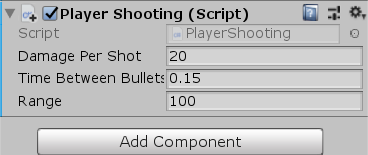 Player Shooting (Script)
Script PlayerShooting
Damage Per Shot 20
Time Between Bullets 0.15
Range 100
Add Component